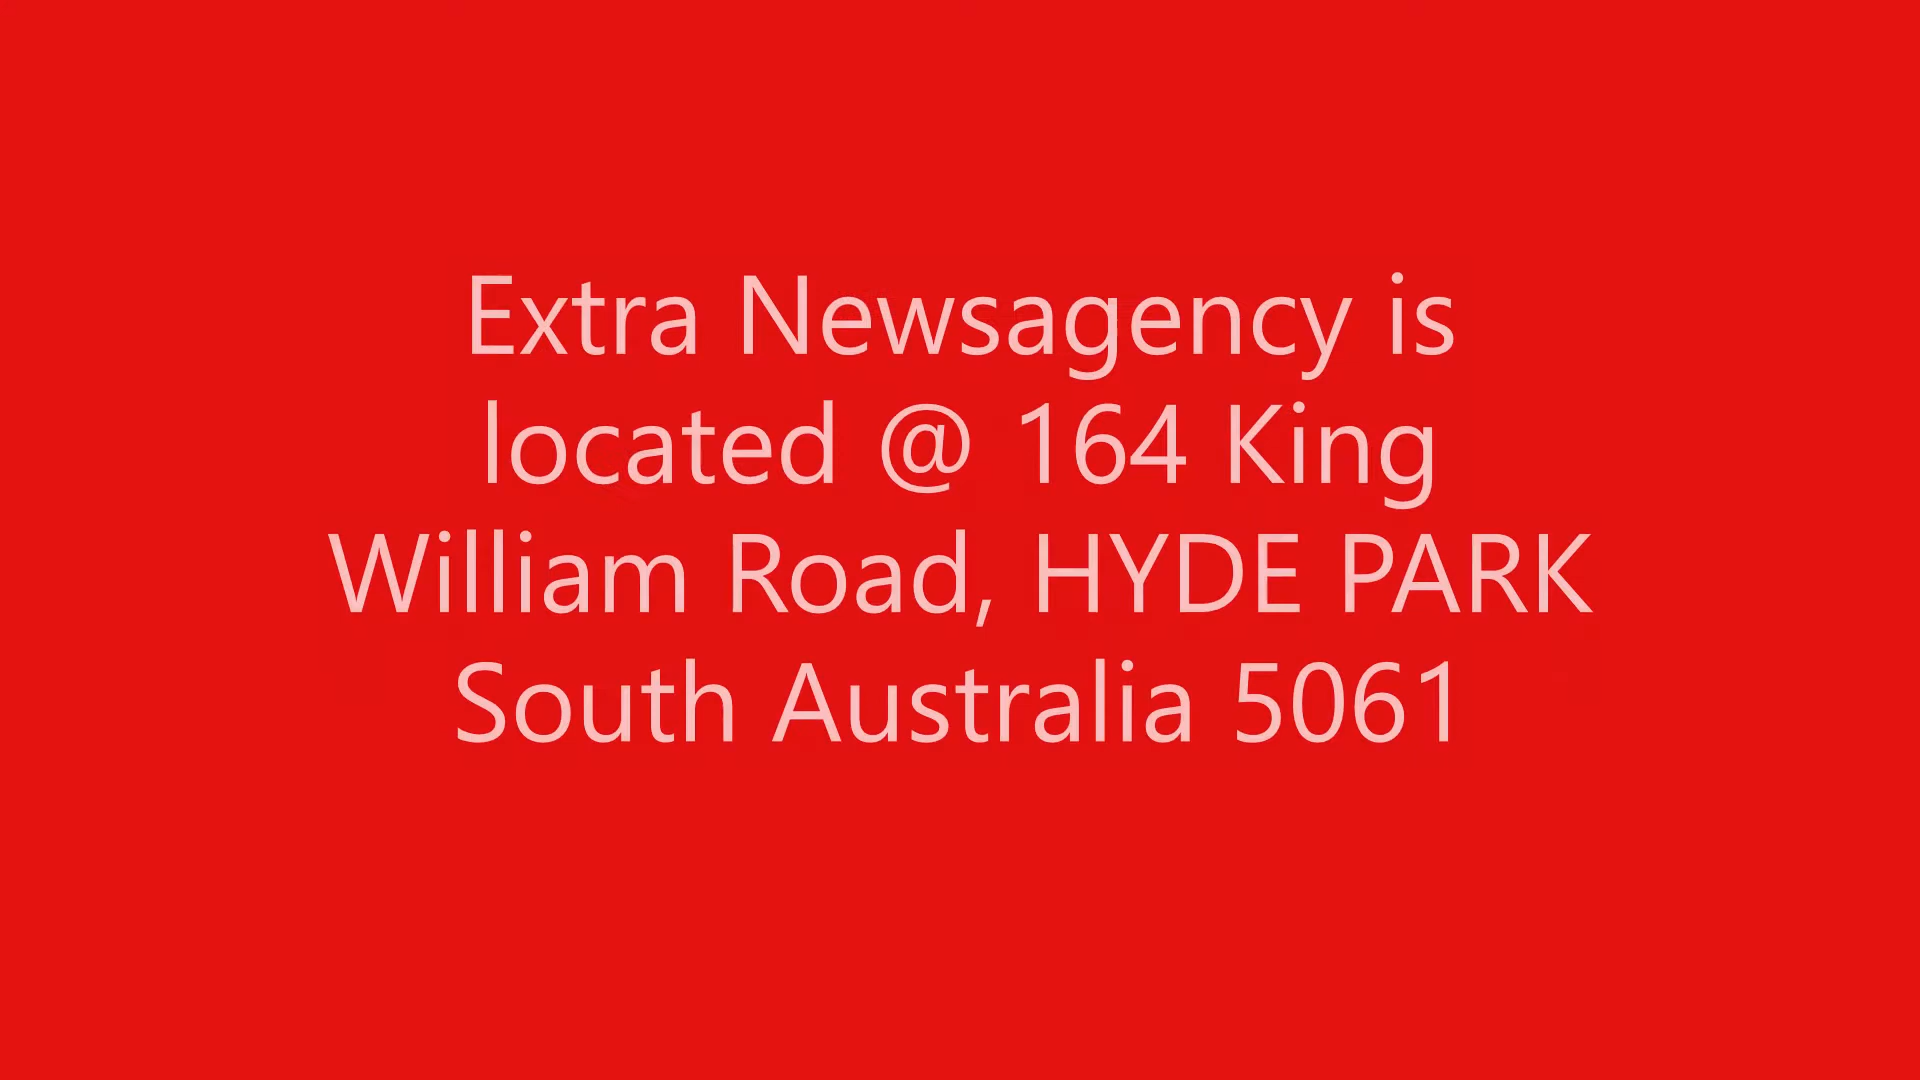 Extra Newsagency is
located @ 164 King
William Road, HYDE PARK
South Australia 5061